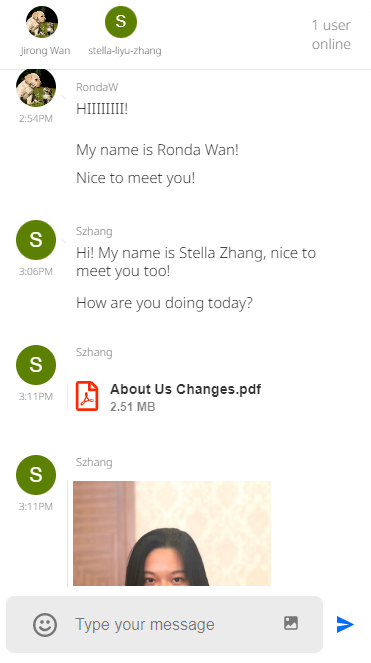 S
1 user
online
Jirong Wan
stella-liyu-zhang
RondaW
HIIIIIIII!
2:54PM
My name is Ronda Wan!
Nice to meet you!
Szhang
S
Hi! My name is Stella Zhang, nice to
meet you too!
3:06PM
How are you doing today?
Szhang
S
About Us Changes.pdf
3:11PM
2.51 MB
Szhang
S
3:11PM
Type your message